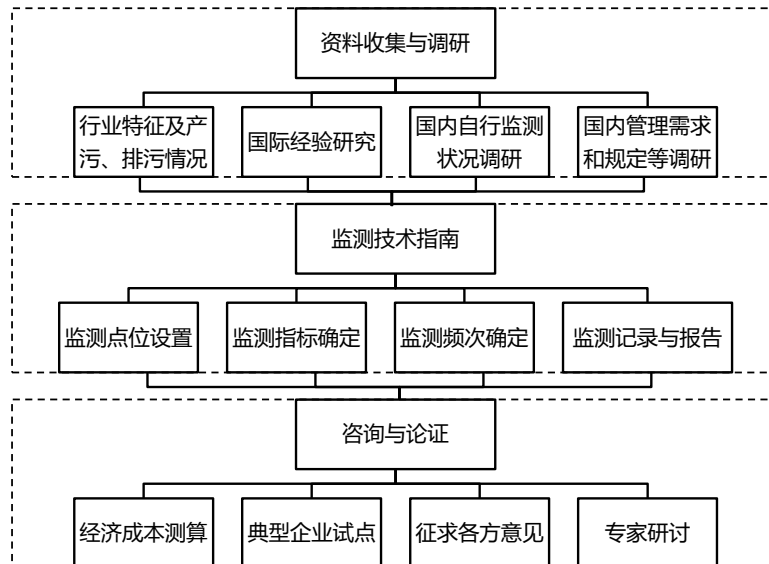 资料收集与调研
行业特征及产
污、排污情况
国际经验研究
国内自行监测
状况调研
国内管理需求
和规定等调研
监测技术指南
监测点位设置
监测指标确定
监测频次确定
监测记录与报告
咨询与论证
经济成本测算
典型企业试点
征求各方意见
专家研讨